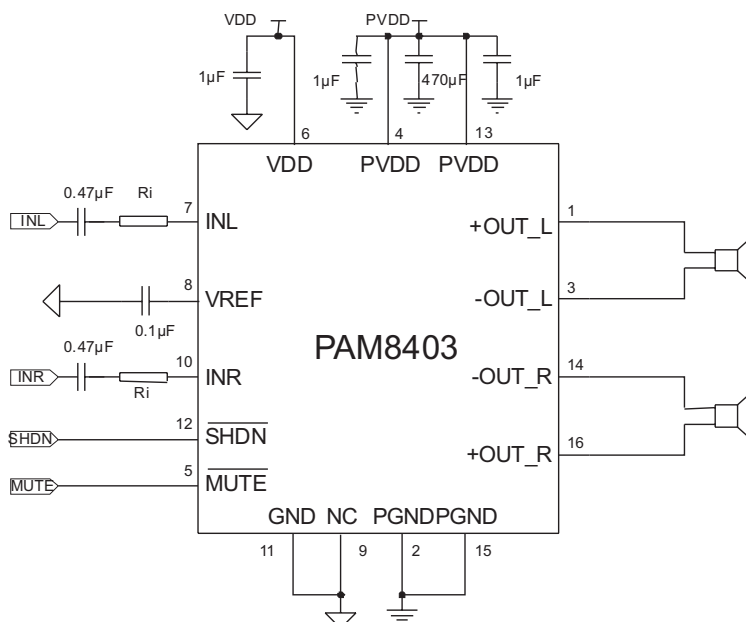 VDD
PVDD
1µF
1µF
470µF
1µF
6
4
13
VDD
PVDD
PVDD
0.47µF
Ri
INL
7
INL
+OUT_L
1
8
VREF
-OUT_L
3
0.1µF
PAM8403
0.47µF
INR
10
INR
Ri
-OUT_R
14
12
SHDN
SHDN
+OUT_R
16
5
MUTE
MUTE
GND
NC
PGND
PGND
11
9
2
15